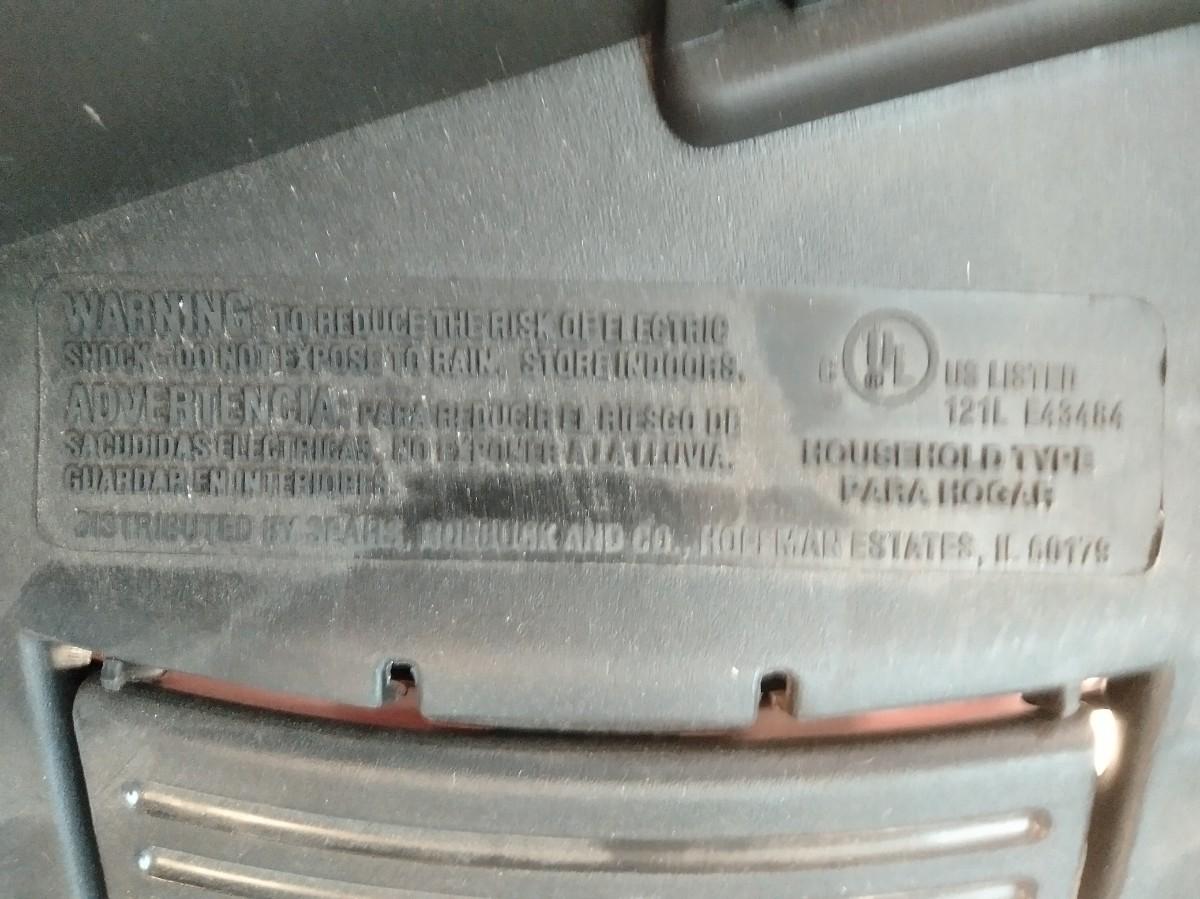 WARNING: TO REDUCE THE RISK OF ELECTRIC
SHOCK - DO NOT EXPOSE TO RAIN. STORE INDOORS.
ADVERTENCIA: PARA REDUCIR EL RIESGO DE
SACUDIDAS ELECTRICAS, NO EXPONER A LA LLUVIA.
GUARDAR EN INTERIORES.
C UL US LISTED
121L E43484
HOUSEHOLD TYPE
PARA HOGAR
DISTRIBUTED BY SEARS, ROEBUCK AND CO., HOFFMAN ESTATES, IL 60179